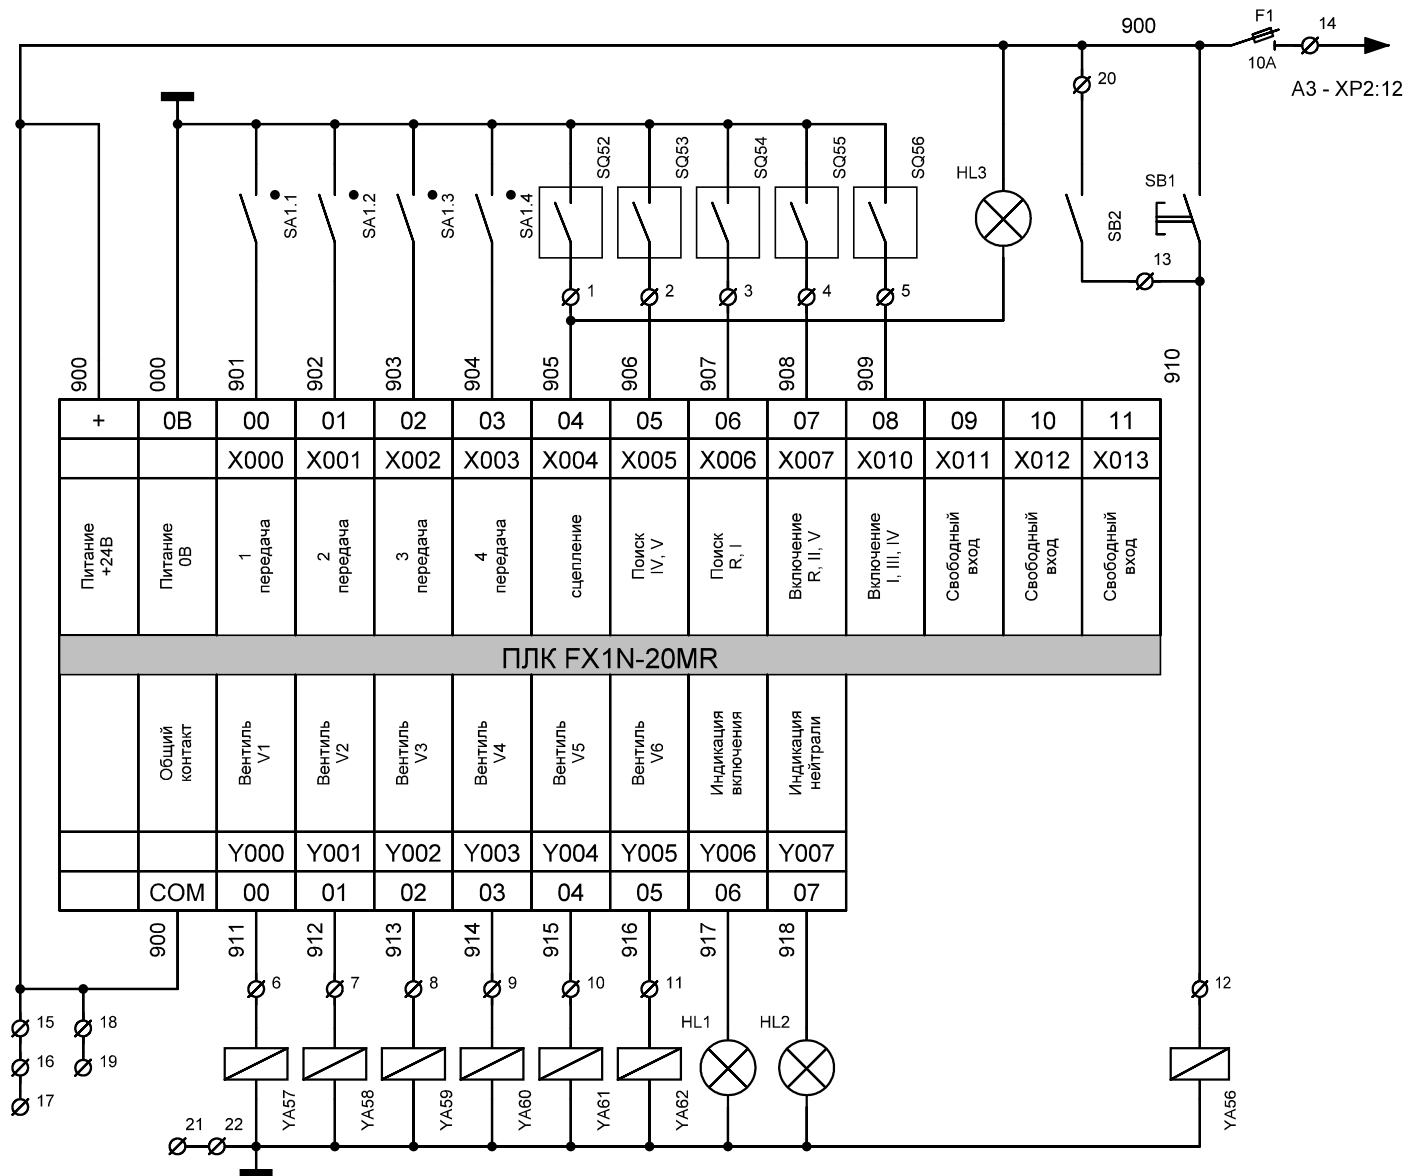 F1
14
900
10A
A3 - XP2:12
20
SQ52
SQ53
SQ54
SQ55
SQ56
HL3
SB1
SA1.1
SA1.2
SA1.3
SA1.4
SB2
13
1
2
3
4
5
900
000
901
902
903
904
905
906
907
908
909
910
+
0В
00
01
02
03
04
05
06
07
08
09
10
11
X000
X001
X002
X003
X004
X005
X006
X007
X010
X011
X012
X013
Питание
+24В
Питание
0В
1
передача
2
передача
3
передача
4
передача
сцепление
Поиск
IV, V
Поиск
R, I
Включение
R, II, V
Включение
I, III, IV
Свободный
вход
Свободный
вход
Свободный
вход
ПЛК FX1N-20MR
Общий
контакт
Вентиль
V1
Вентиль
V2
Вентиль
V3
Вентиль
V4
Вентиль
V5
Вентиль
V6
Индикация
включения
Индикация
нейтрали
Y000
Y001
Y002
Y003
Y004
Y005
Y006
Y007
COM
00
01
02
03
04
05
06
07
900
911
912
913
914
915
916
917
918
6
7
8
9
10
11
12
15
18
HL1
HL2
16
19
17
YA57
YA58
YA59
YA60
YA61
YA62
YA56
21
22